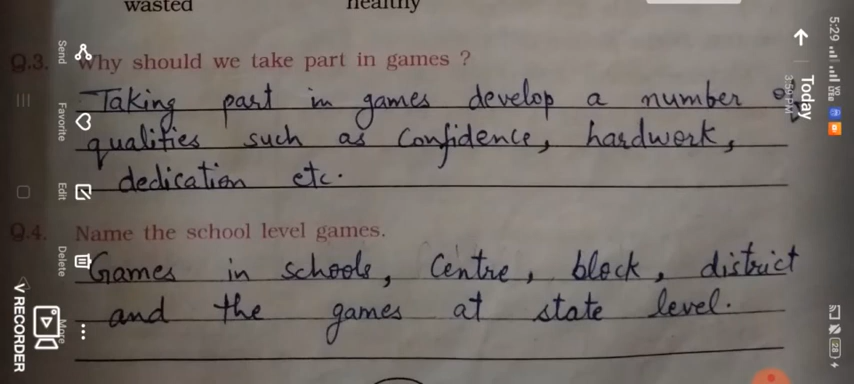 wasted healthy
Q.3. Why should we take part in games ?
Taking part in games develop a number of
qualities such as Confidence, hardwork,
dedication etc.
Q.4. Name the school level games.
Games in schools, Centre, block, district
and the games at state level.
Send
Favorite
Edit
Delete
More
V RECORDER
Today
3:59 PM
5:29
28